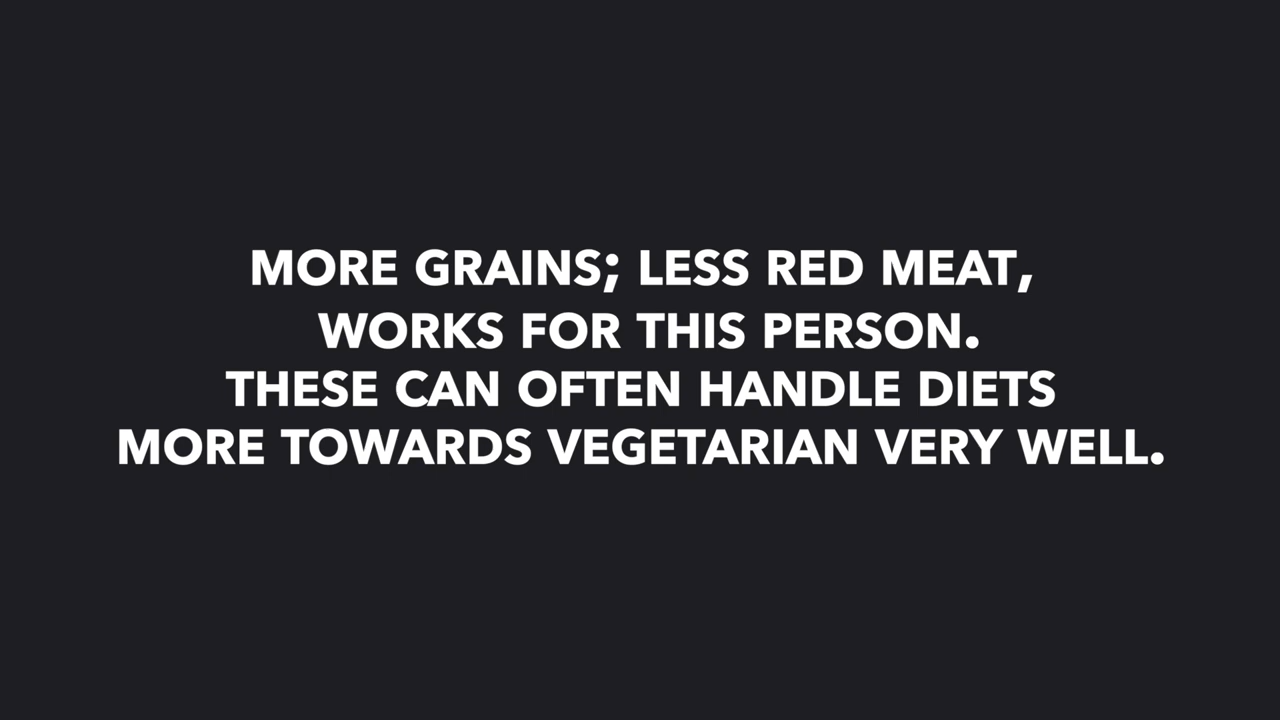 MORE GRAINS; LESS RED MEAT,
WORKS FOR THIS PERSON.
THESE CAN OFTEN HANDLE DIETS
MORE TOWARDS VEGETARIAN VERY WELL.